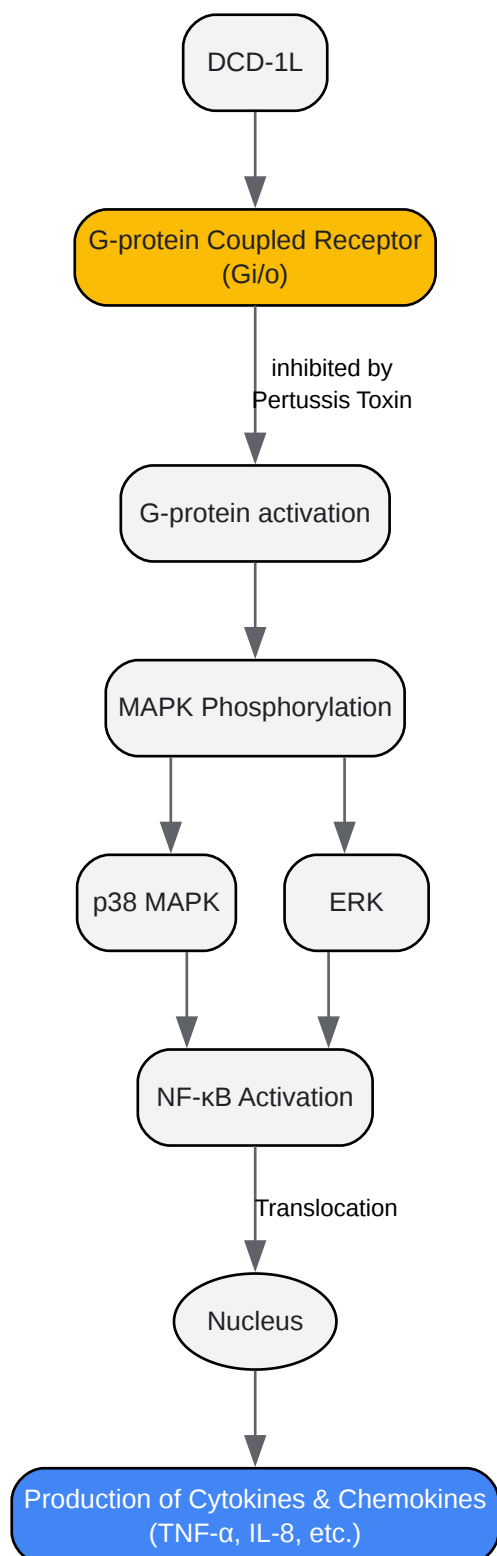 DCD-1L
G-protein Coupled Receptor
(Gi/o)
inhibited by
Pertussis Toxin
G-protein activation
MAPK Phosphorylation
p38 MAPK
ERK
NF-κB Activation
Translocation
Nucleus
Production of Cytokines & Chemokines
(TNF-α, IL-8, etc.)